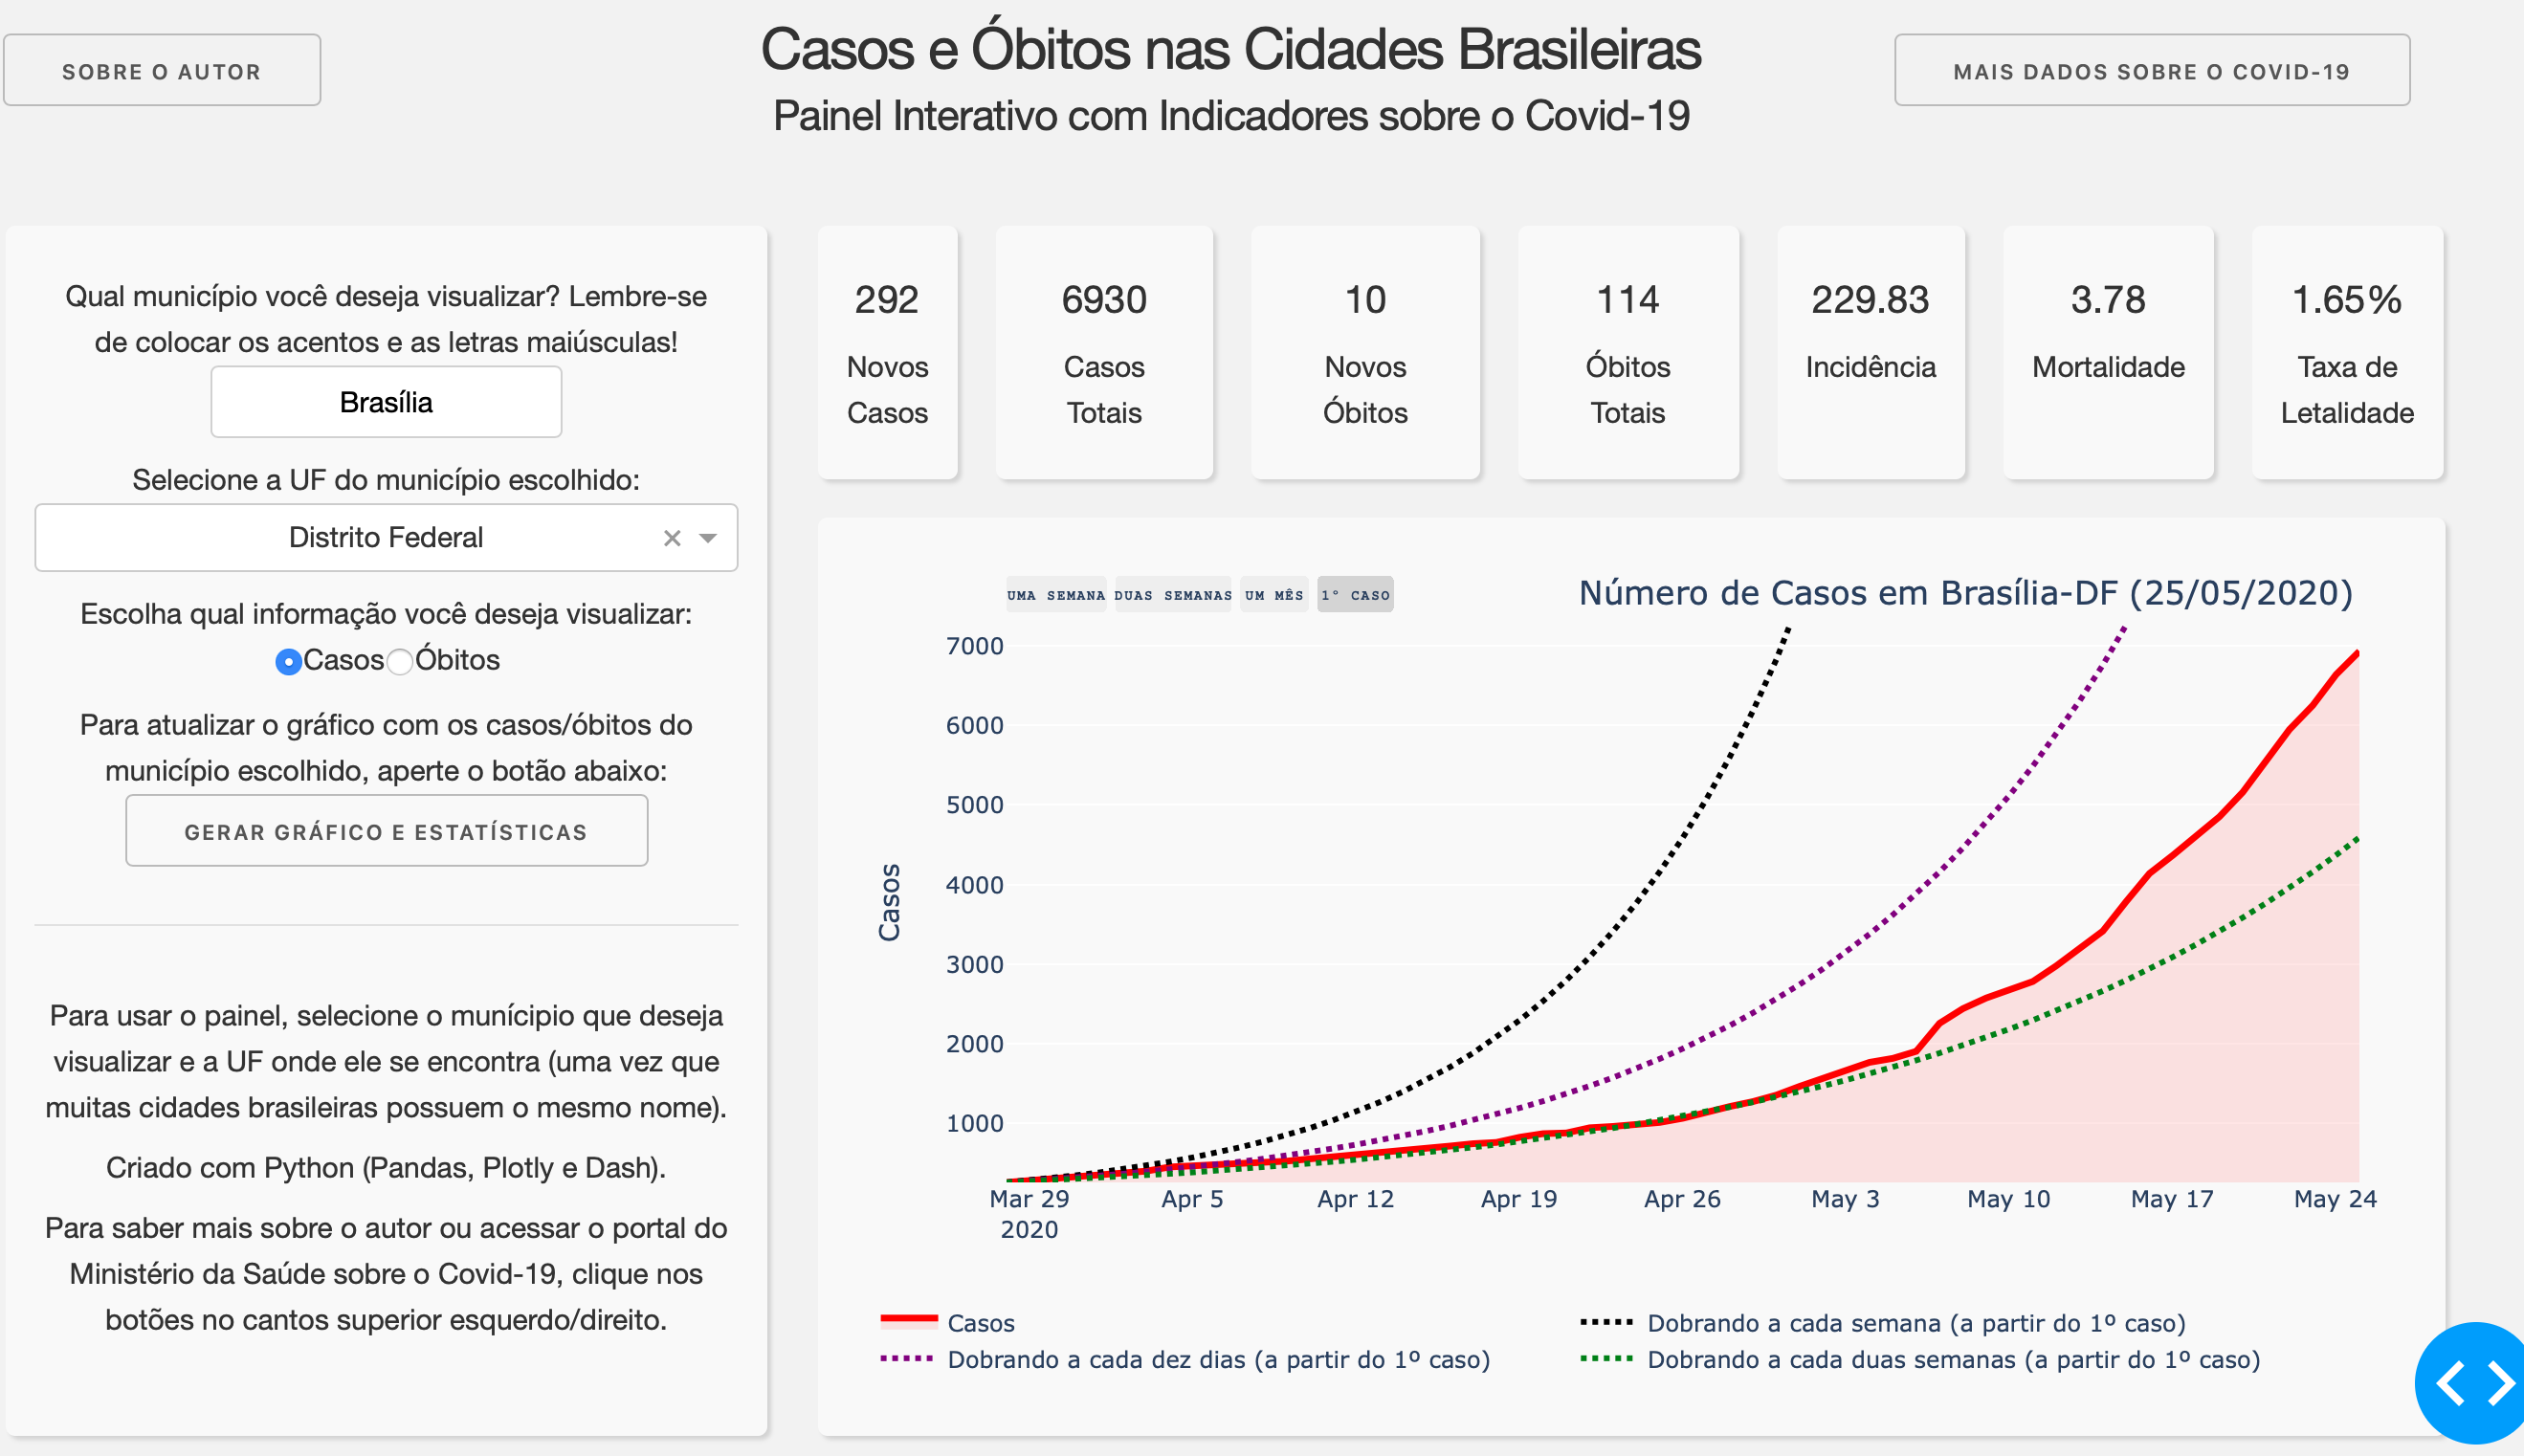 SOBRE O AUTOR
Casos e Óbitos nas Cidades Brasileiras
Painel Interativo com Indicadores sobre o Covid-19
MAIS DADOS SOBRE O COVID-19
Qual município você deseja visualizar? Lembre-se
de colocar os acentos e as letras maiúsculas!
Brasília
Selecione a UF do município escolhido:
Distrito Federal
Escolha qual informação você deseja visualizar:
Casos Óbitos
Para atualizar o gráfico com os casos/óbitos do
município escolhido, aperte o botão abaixo:
GERAR GRÁFICO E ESTATÍSTICAS
Para usar o painel, selecione o munícipio que deseja
visualizar e a UF onde ele se encontra (uma vez que
muitas cidades brasileiras possuem o mesmo nome).
Criado com Python (Pandas, Plotly e Dash).
Para saber mais sobre o autor ou acessar o portal do
Ministério da Saúde sobre o Covid-19, clique nos
botões no cantos superior esquerdo/direito.
292
Novos
Casos
6930
Casos
Totais
10
Novos
Óbitos
114
Óbitos
Totais
229.83
Incidência
3.78
Mortalidade
1.65%
Taxa de
Letalidade
UMA SEMANA DUAS SEMANAS UM MÊS 1º CASO
Número de Casos em Brasília-DF (25/05/2020)
7000
6000
5000
4000
3000
2000
1000
Casos
Mar 29 Apr 5 Apr 12 Apr 19 Apr 26 May 3 May 10 May 17 May 24
2020
Casos
Dobrando a cada semana (a partir do 1º caso)
Dobrando a cada dez dias (a partir do 1º caso)
Dobrando a cada duas semanas (a partir do 1º caso)